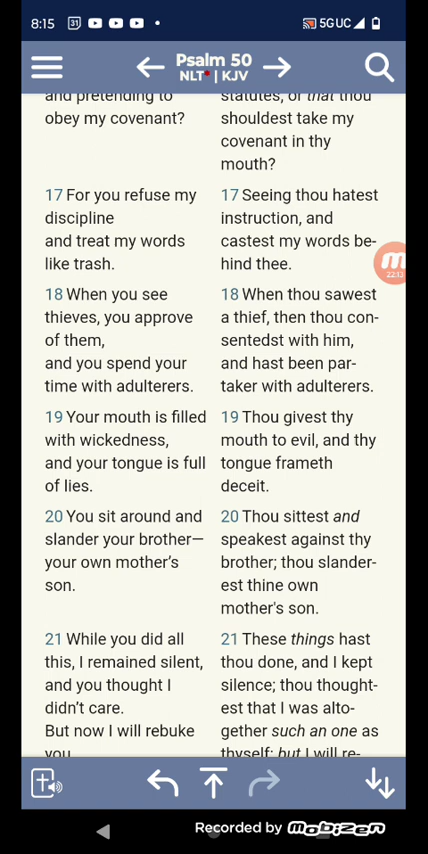 8:15
31
5G UC
Psalm 50
NLT | KJV
and pretending to
obey my covenant?
17 For you refuse my
discipline
and treat my words
like trash.
18 When you see
thieves, you approve
of them,
and you spend your
time with adulterers.
19 Your mouth is filled
with wickedness,
and your tongue is full
of lies.
20 You sit around and
slander your brother—
your own mother’s
son.
21 While you did all
this, I remained silent,
and you thought I
didn’t care.
But now I will rebuke
you
statutes, or that thou
shouldest take my
covenant in thy
mouth?
17 Seeing thou hatest
instruction, and
castest my words be-
hind thee.
18 When thou sawest
a thief, then thou con-
sentedst with him,
and hast been par-
taker with adulterers.
19 Thou givest thy
mouth to evil, and thy
tongue frameth
deceit.
20 Thou sittest and
speakest against thy
brother; thou slander-
est thine own
mother's son.
21 These things hast
thou done, and I kept
silence; thou thought-
est that I was alto-
gether such an one as
thyself: but I will re-
m
22:13
Recorded by mobizen